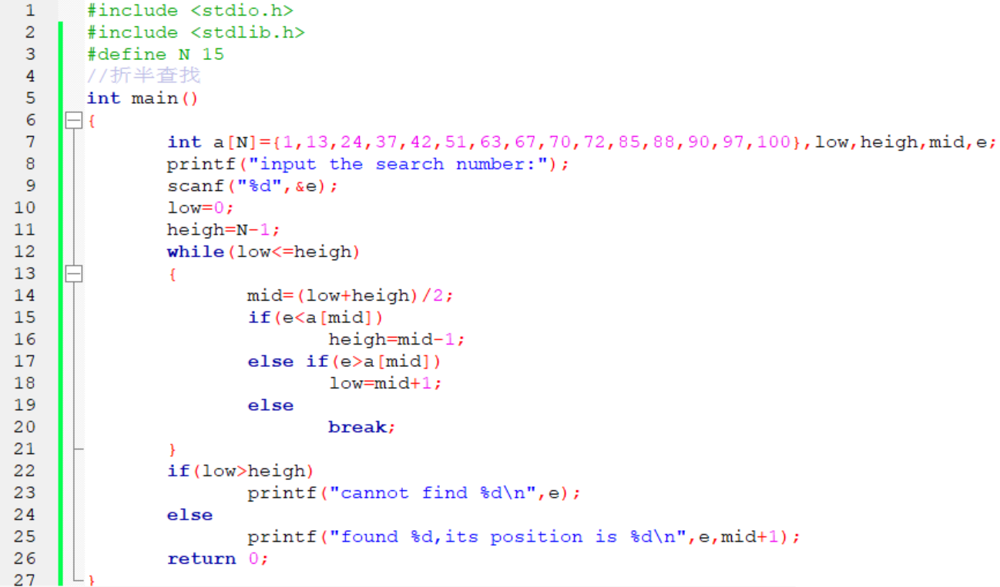 1 #include <stdio.h>
2 #include <stdlib.h>
3 #define N 15
4 //折半查找
5 int main()
6 {
7 int a[N]={1,13,24,37,42,51,63,67,70,72,85,88,90,97,100},low,heigh,mid,e;
8 printf("input the search number:");
9 scanf("%d",&e);
10 low=0;
11 heigh=N-1;
12 while(low<=heigh)
13 {
14 mid=(low+heigh)/2;
15 if(e<a[mid])
16 heigh=mid-1;
17 else if(e>a[mid])
18 low=mid+1;
19 else
20 break;
21 }
22 if(low>heigh)
23 printf("cannot find %d\n",e);
24 else
25 printf("found %d,its position is %d\n",e,mid+1);
26 return 0;
27 }